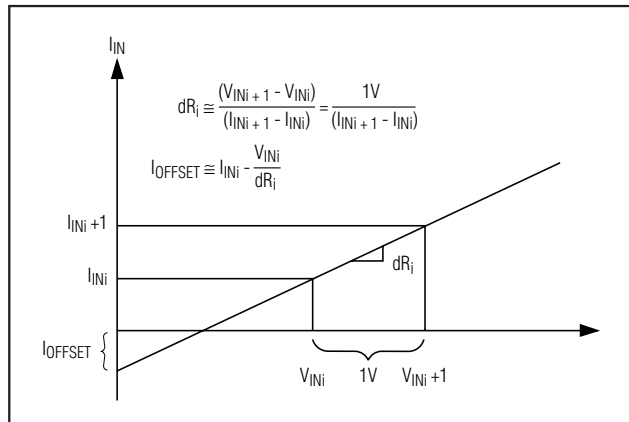 I_IN
dR_i ≅ (V_INi + 1 - V_INi) / (I_INi + 1 - I_INi) = 1V / (I_INi + 1 - I_INi)
I_OFFSET ≅ I_INi - V_INi / dR_i
I_INi +1
I_INi
dR_i
I_OFFSET
V_INi 1V V_INi +1